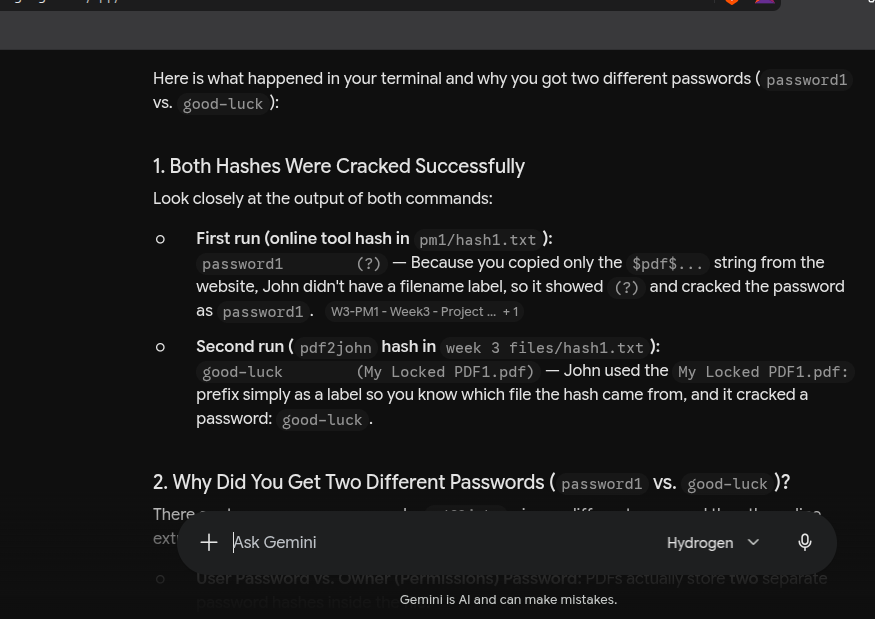 Here is what happened in your terminal and why you got two different passwords ( password1
vs. good-luck ):
1. Both Hashes Were Cracked Successfully
Look closely at the output of both commands:
First run (online tool hash in pm1/hash1.txt ):
password1 (?) — Because you copied only the $pdf$... string from the
website, John didn't have a filename label, so it showed (?) and cracked the password
as password1 . W3-PM1 - Week3 - Project ... + 1
Second run ( pdf2john hash in week 3 files/hash1.txt ):
good-luck (My Locked PDF1.pdf) — John used the My Locked PDF1.pdf:
prefix simply as a label so you know which file the hash came from, and it cracked a
password: good-luck .
2. Why Did You Get Two Different Passwords ( password1 vs. good-luck )?
There
Ask Gemini
Hydrogen
User Password vs. Owner (Permissions) Password: PDFs actually store two separate
password hashes inside the
Gemini is AI and can make mistakes.